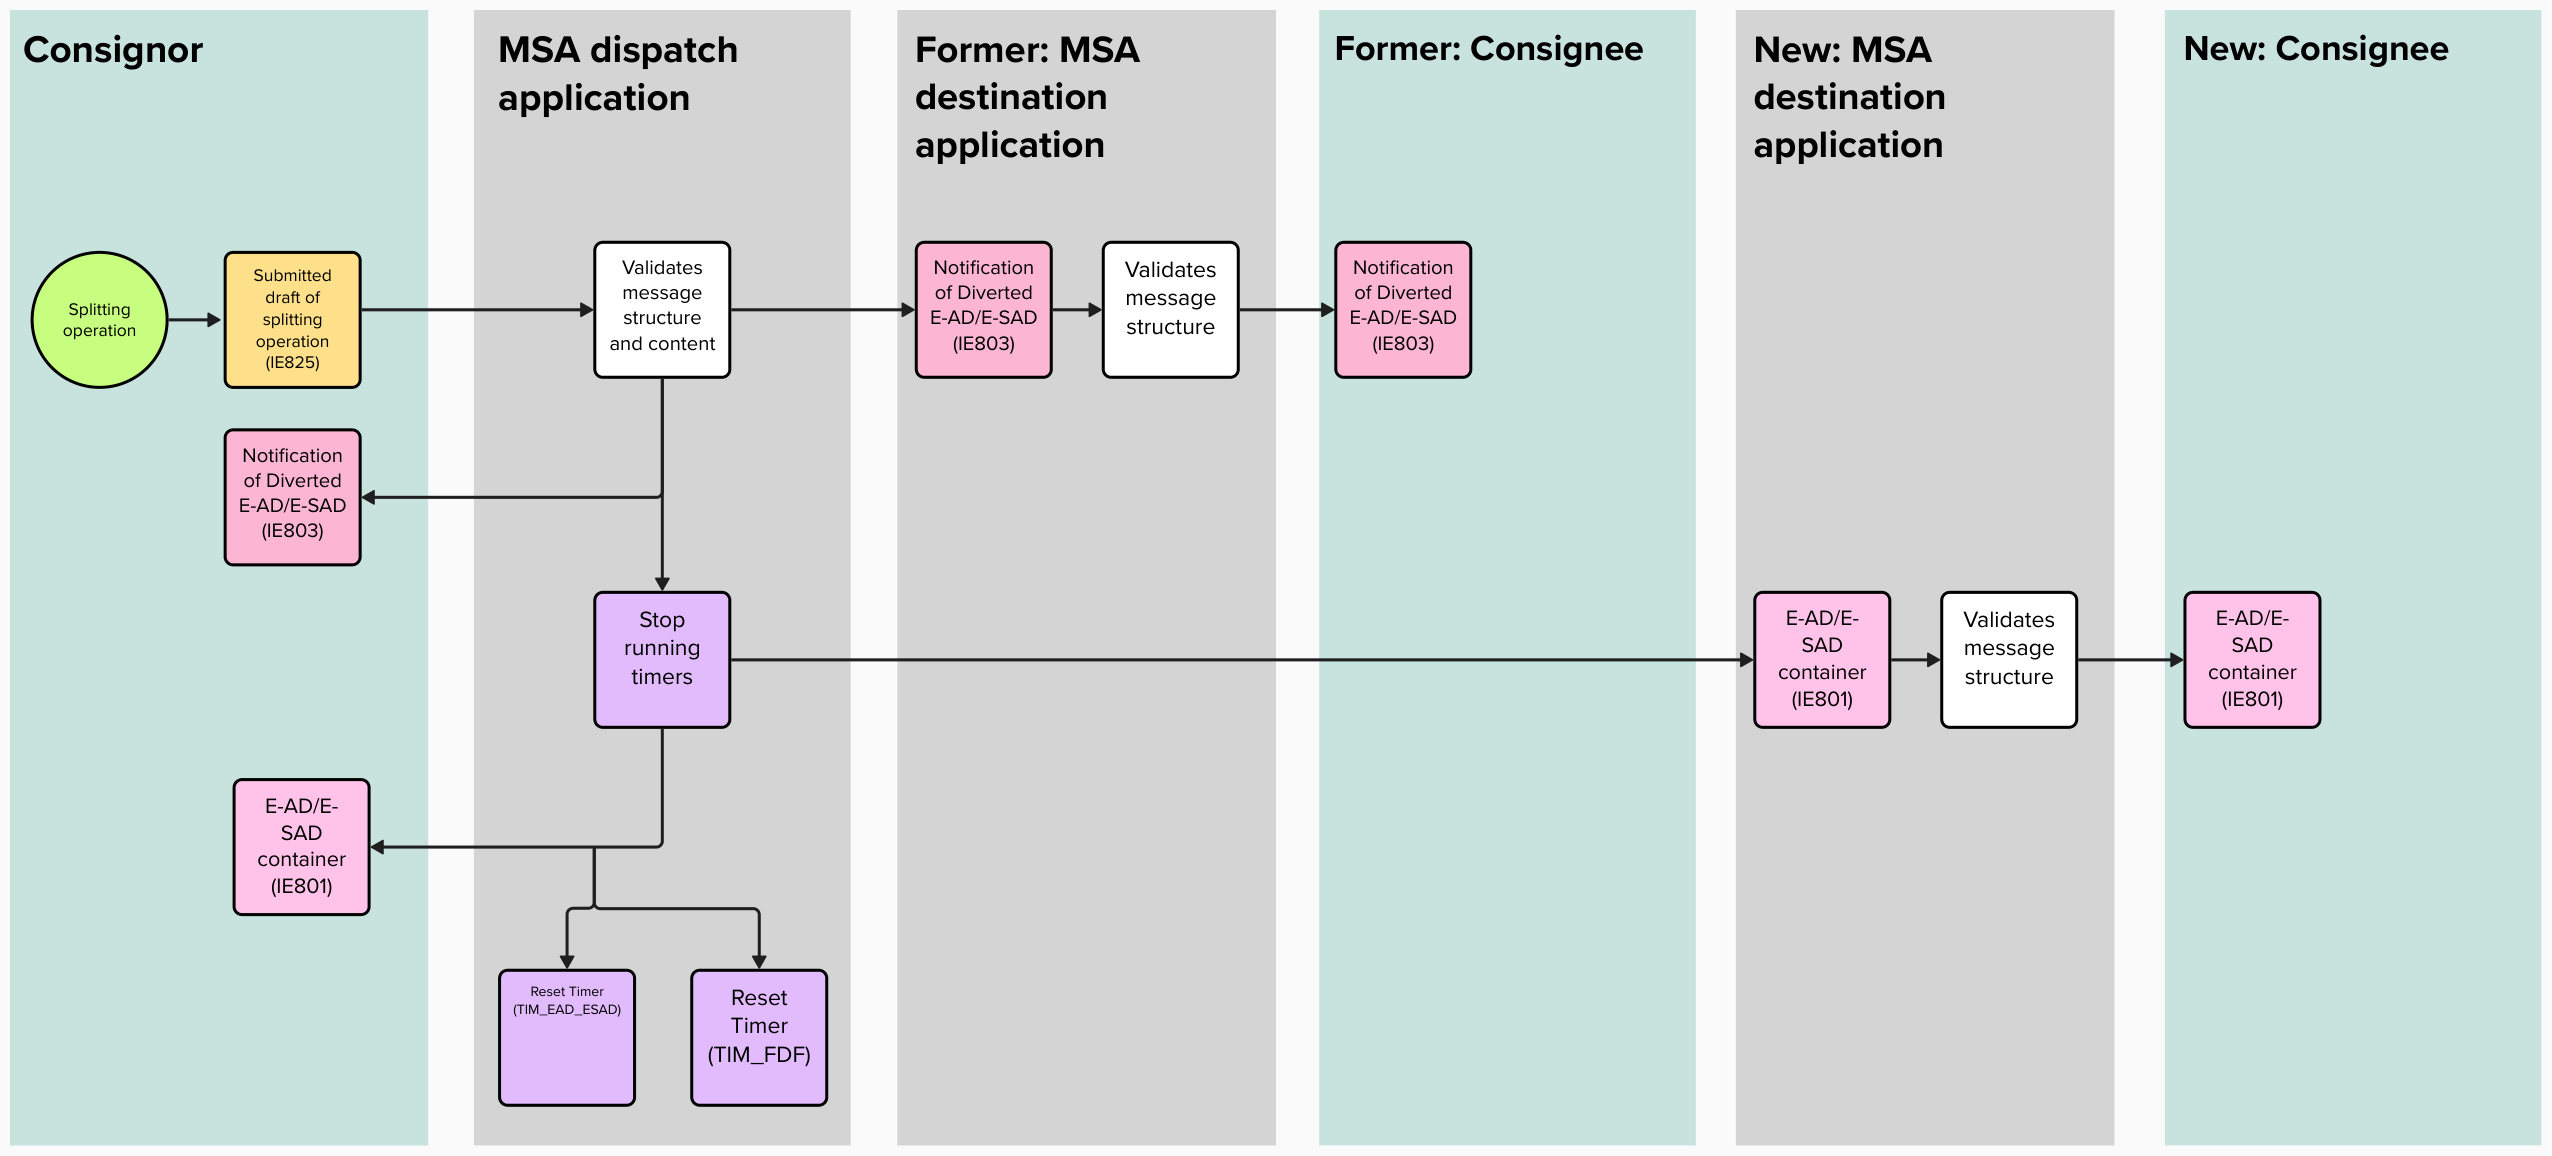 Consignor
MSA dispatch
application
Former: MSA
destination
application
Former: Consignee
New: MSA
destination
application
New: Consignee
Splitting
operation
Submitted
draft of
splitting
operation
(IE825)
Validates
message
structure
and content
Notification
of Diverted
E-AD/E-SAD
(IE803)
Validates
message
structure
Notification
of Diverted
E-AD/E-SAD
(IE803)
Notification
of Diverted
E-AD/E-SAD
(IE803)
Stop
running
timers
E-AD/E-
SAD
container
(IE801)
Validates
message
structure
E-AD/E-
SAD
container
(IE801)
E-AD/E-
SAD
container
(IE801)
Reset Timer
(TIM_EAD_ESAD)
Reset
Timer
(TIM_FDF)